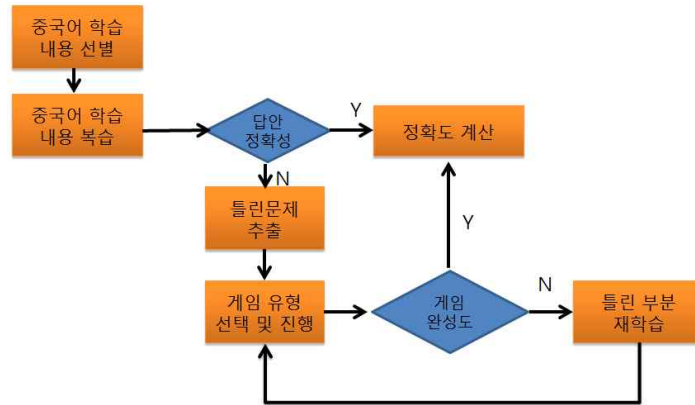 중국어 학습
내용 선별
중국어 학습
내용 복습
답안
정확성
Y
정확도 계산
N
틀린문제
추출
Y
게임 유형
선택 및 진행
게임
완성도
N
틀린 부분
재학습